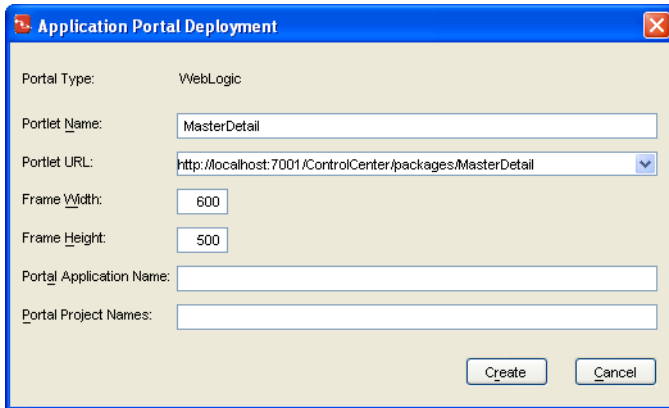 Application Portal Deployment
Portal Type: WebLogic
Portlet Name: MasterDetail
Portlet URL: http://localhost:7001/ControlCenter/packages/MasterDetail
Frame Width: 600
Frame Height: 500
Portal Application Name:
Portal Project Names:
Create Cancel